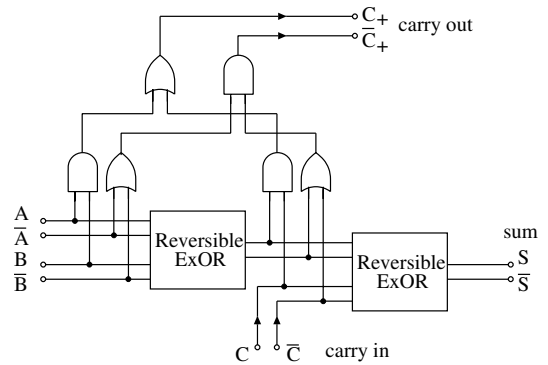 C₊
carry out
C̅₊
A
A̅
B
B̅
Reversible
ExOR
Reversible
ExOR
sum
S
S̅
C
C̅
carry in